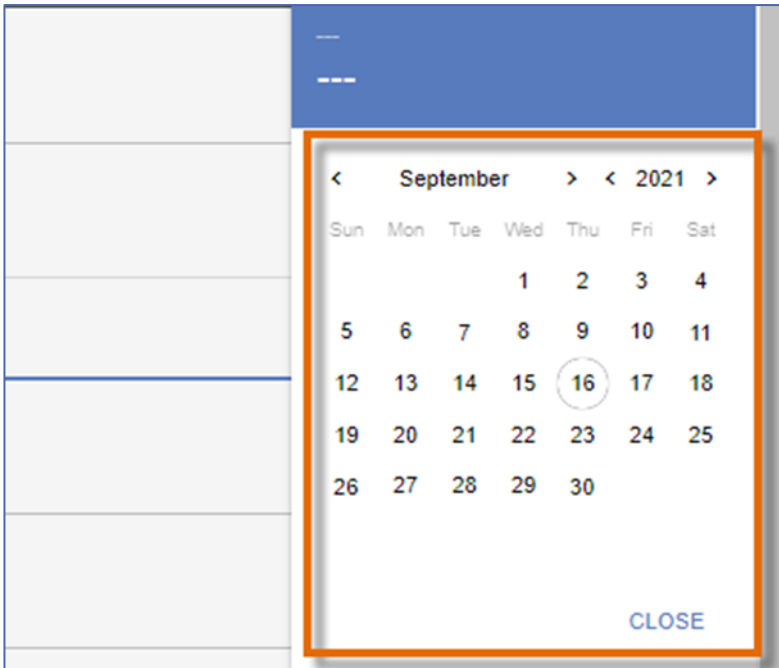 ---
---
< September > < 2021 >
Sun Mon Tue Wed Thu Fri Sat
1 2 3 4
5 6 7 8 9 10 11
12 13 14 15 16 17 18
19 20 21 22 23 24 25
26 27 28 29 30
CLOSE